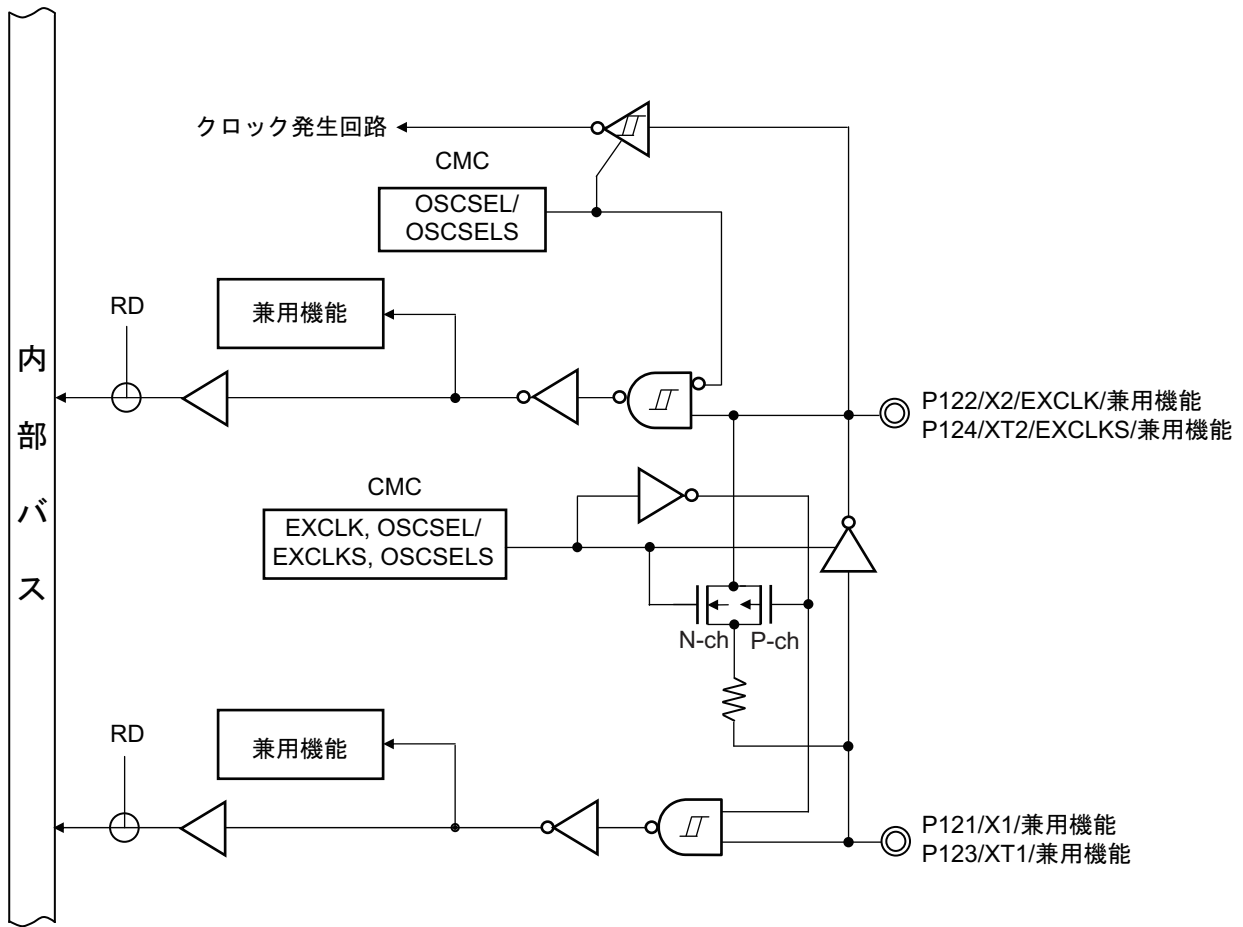 クロック発生回路
CMC
OSCSEL/
OSCSELS
RD
兼用機能
内部バス
P122/X2/EXCLK/兼用機能
P124/XT2/EXCLKS/兼用機能
CMC
EXCLK, OSCSEL/
EXCLKS, OSCSELS
N-ch
P-ch
RD
兼用機能
P121/X1/兼用機能
P123/XT1/兼用機能